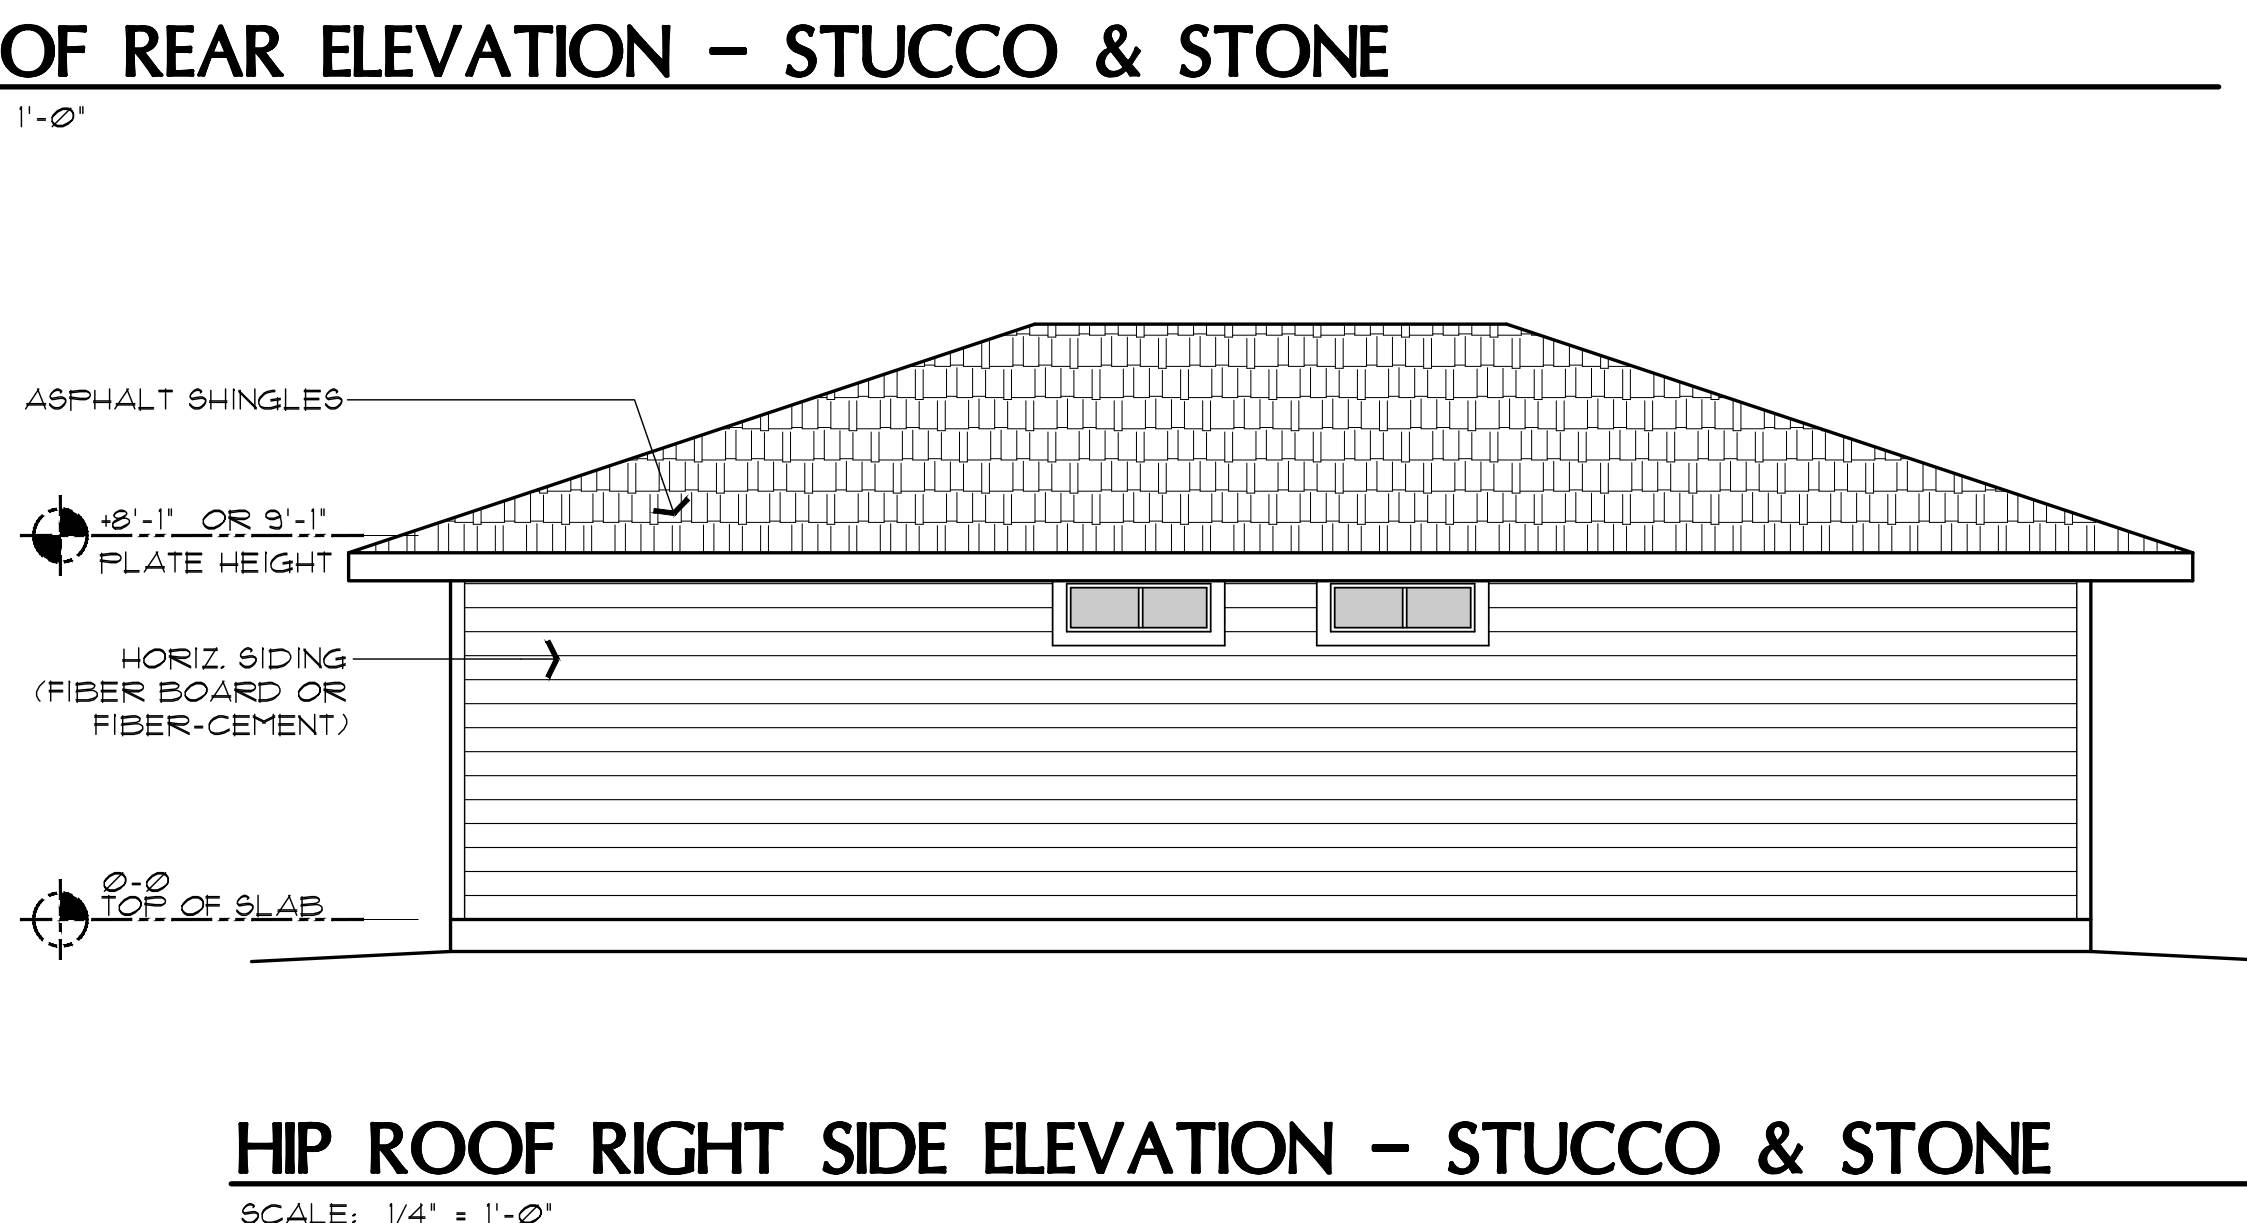 OF REAR ELEVATION – STUCCO & STONE
1'-0"
ASPHALT SHINGLES
+8'-1" OR 9'-1"
PLATE HEIGHT
HORIZ. SIDING
(FIBER BOARD OR
FIBER-CEMENT)
0-0
TOP OF SLAB
HIP ROOF RIGHT SIDE ELEVATION – STUCCO & STONE
SCALE: 1/4" = 1'-0"